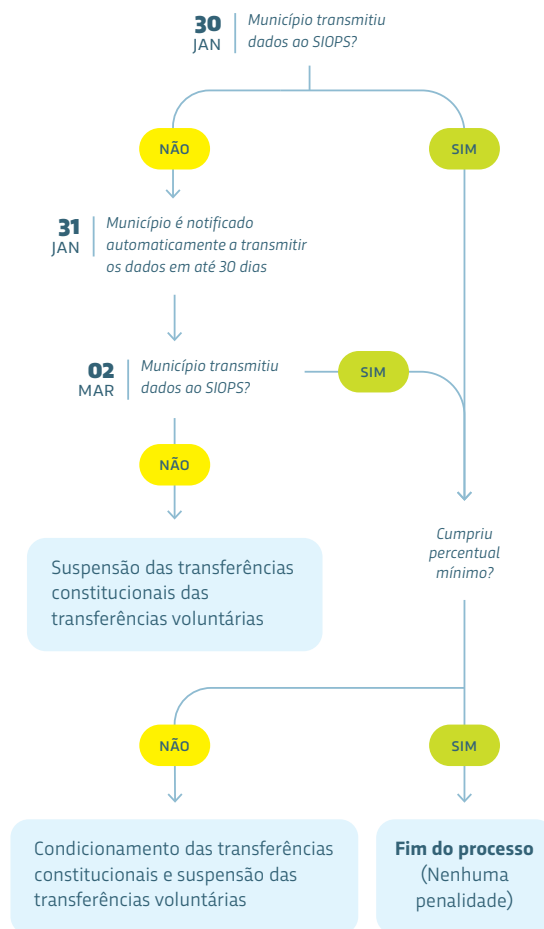 30
JAN
Município transmitiu
dados ao SIOPS?
NÃO
SIM
31
JAN
Município é notificado
automaticamente a transmitir
os dados em até 30 dias
02
MAR
Município transmitiu
dados ao SIOPS?
SIM
NÃO
Suspensão das transferências
constitucionais das
transferências voluntárias
Cumpriu
percentual
mínimo?
NÃO
SIM
Condicionamento das transferências
constitucionais e suspensão das
transferências voluntárias
Fim do processo
(Nenhuma
penalidade)